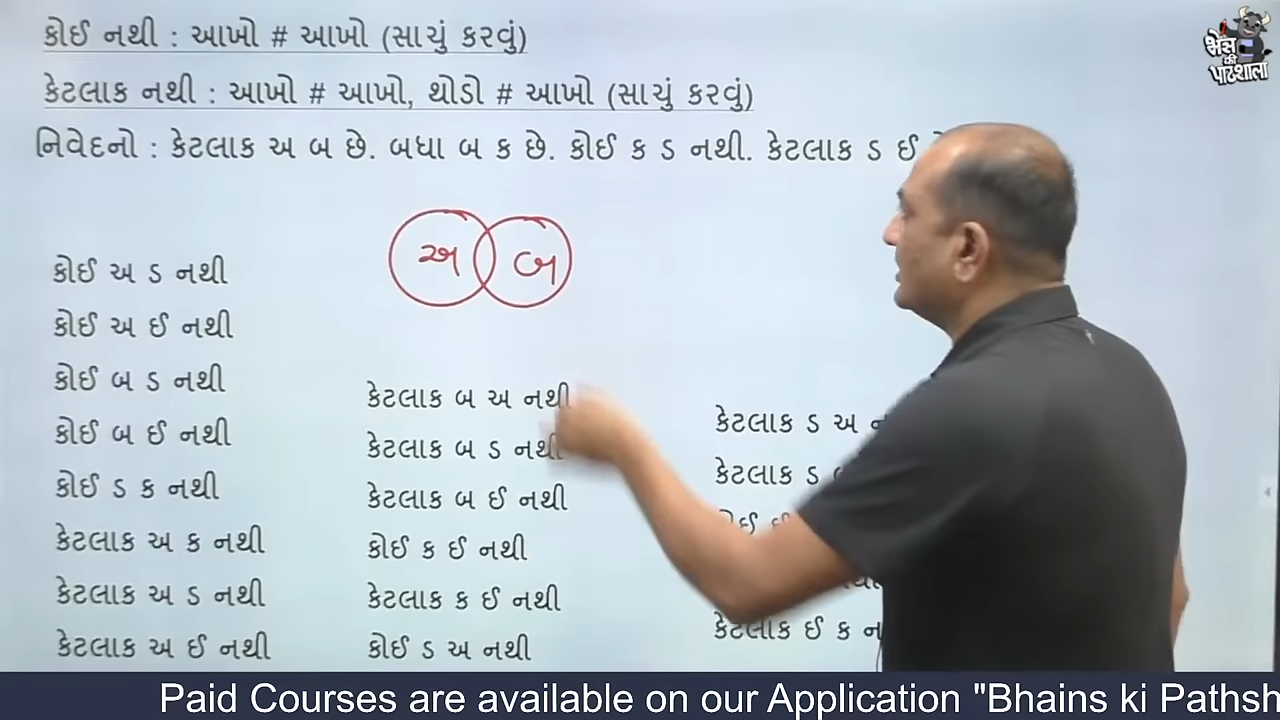 કોઈ નથી : આખો # આખો (સાચું કરવું)
કેટલાક નથી : આખો # આખો, થોડો # આખો (સાચું કરવું)
નિવેદનો : કેટલાક અ બ છે. બધા બ ક છે. કોઈ ક ડ નથી. કેટલાક ડ ઈ
भैंस की पाठशाला
અ બ
કોઈ અ ડ નથી
કોઈ અ ઈ નથી
કોઈ બ ડ નથી
કોઈ બ ઈ નથી
કોઈ ડ ક નથી
કેટલાક અ ક નથી
કેટલાક અ ડ નથી
કેટલાક અ ઈ નથી
કેટલાક બ અ નથી
કેટલાક બ ડ નથી
કેટલાક બ ઈ નથી
કોઈ ક ઈ નથી
કેટલાક ક ઈ નથી
કોઈ ડ અ નથી
કેટલાક ડ અ
કેટલાક ડ
કેટલાક ઈ ક
Paid Courses are available on our Application "Bhains ki Pathsh